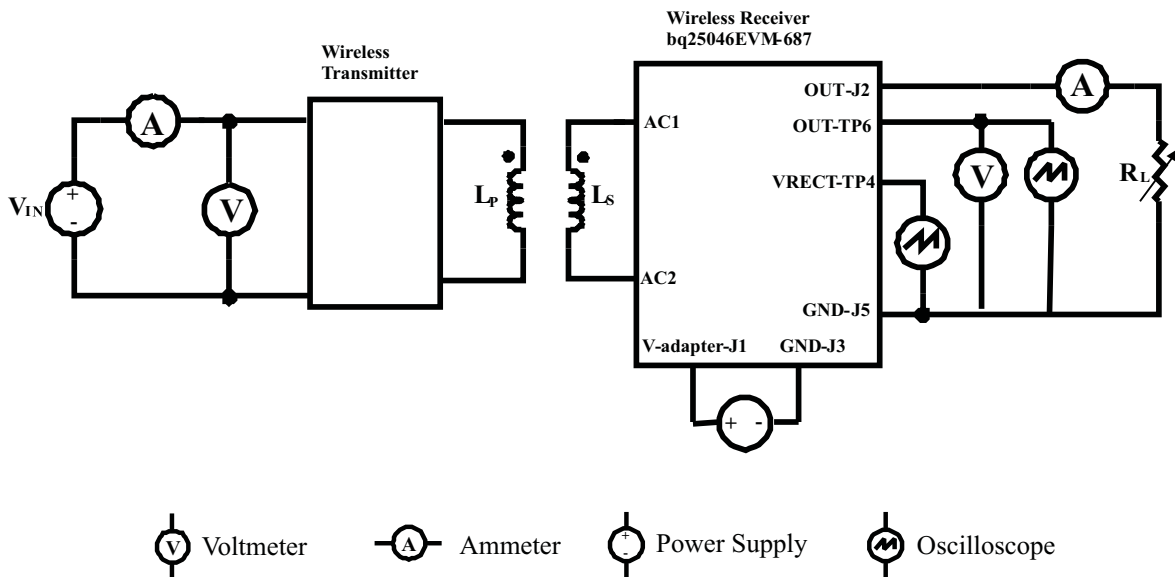 Wireless Receiver
bq25046EVM-687
Wireless
Transmitter
OUT-J2
A
A
AC1
OUT-TP6
VRECT-TP4
V
RL
+
VIN
-
V
LP
LS
AC2
GND-J5
V-adapter-J1
GND-J3
+ -
V
Voltmeter
A
Ammeter
+
-
Power Supply
Oscilloscope